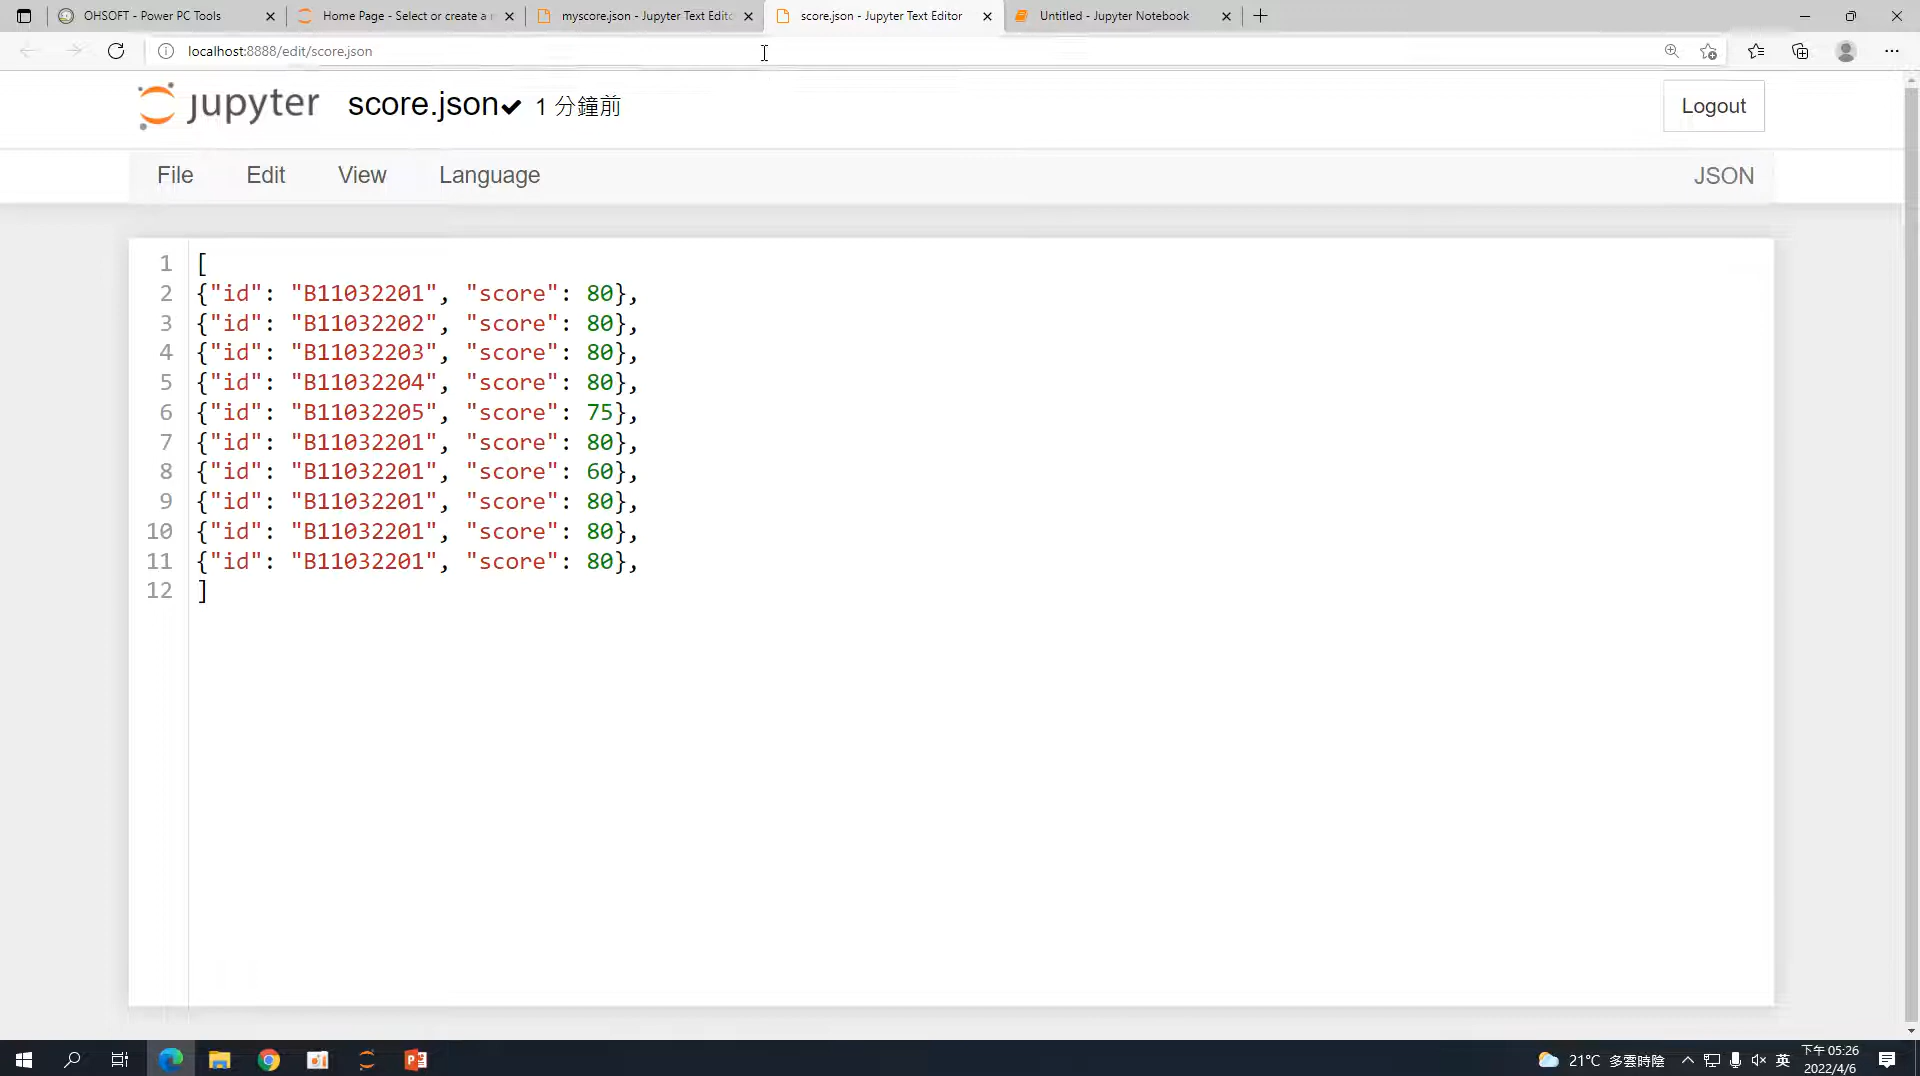 OHSOFT - Power PC Tools
Home Page - Select or create a n
myscore.json - Jupyter Text Edito
score.json - Jupyter Text Editor
Untitled - Jupyter Notebook
localhost:8888/edit/score.json
jupyter score.json 1 分鐘前
Logout
File Edit View Language JSON
1 [
2 {"id": "B11032201", "score": 80},
3 {"id": "B11032202", "score": 80},
4 {"id": "B11032203", "score": 80},
5 {"id": "B11032204", "score": 80},
6 {"id": "B11032205", "score": 75},
7 {"id": "B11032201", "score": 80},
8 {"id": "B11032201", "score": 60},
9 {"id": "B11032201", "score": 80},
10 {"id": "B11032201", "score": 80},
11 {"id": "B11032201", "score": 80},
12 ]
21°C 多雲時陰
英
下午 05:26
2022/4/6